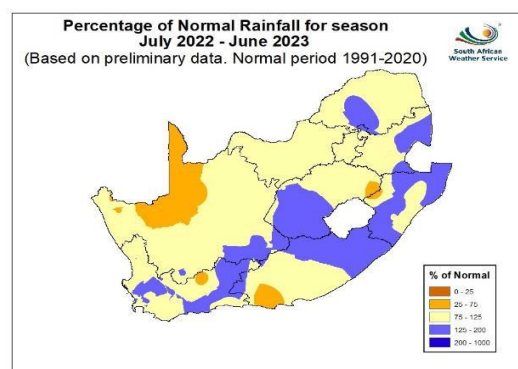 Percentage of Normal Rainfall for season
July 2022 - June 2023
(Based on preliminary data. Normal period 1991-2020)
South African
Weather Service
% of Normal
0 - 25
25 - 75
75 - 125
125 - 200
200 - 1000